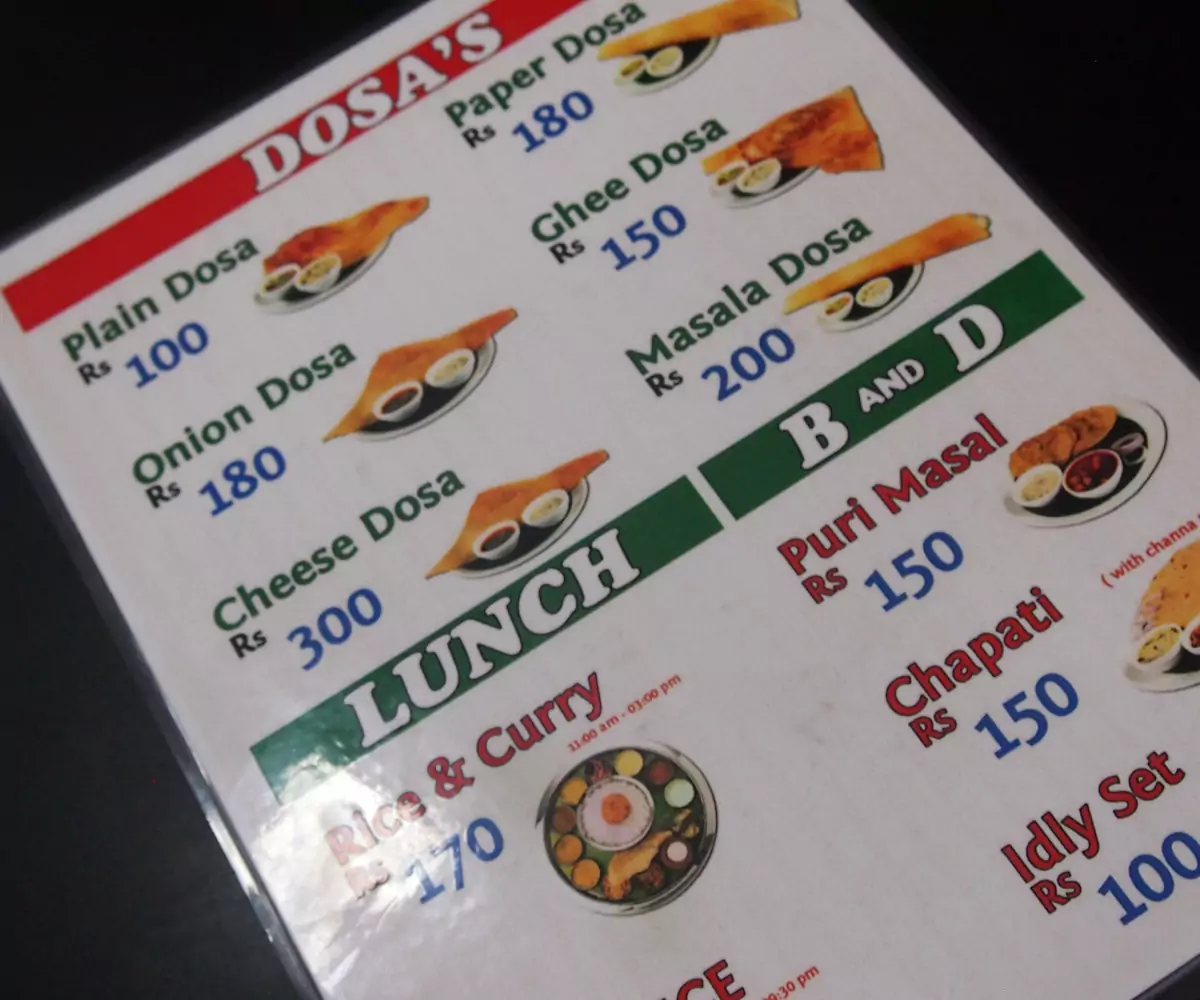 DOSA'S
Plain Dosa
Rs 100
Onion Dosa
Rs 180
Cheese Dosa
Rs 300
Paper Dosa
Rs 180
Ghee Dosa
Rs 150
Masala Dosa
Rs 200
LUNCH
Rice & Curry
11:00 am - 03:00 pm
Rs 170
B AND D
Puri Masal
Rs 150
Chapati
( with channa
Rs 150
Idly Set
Rs 100